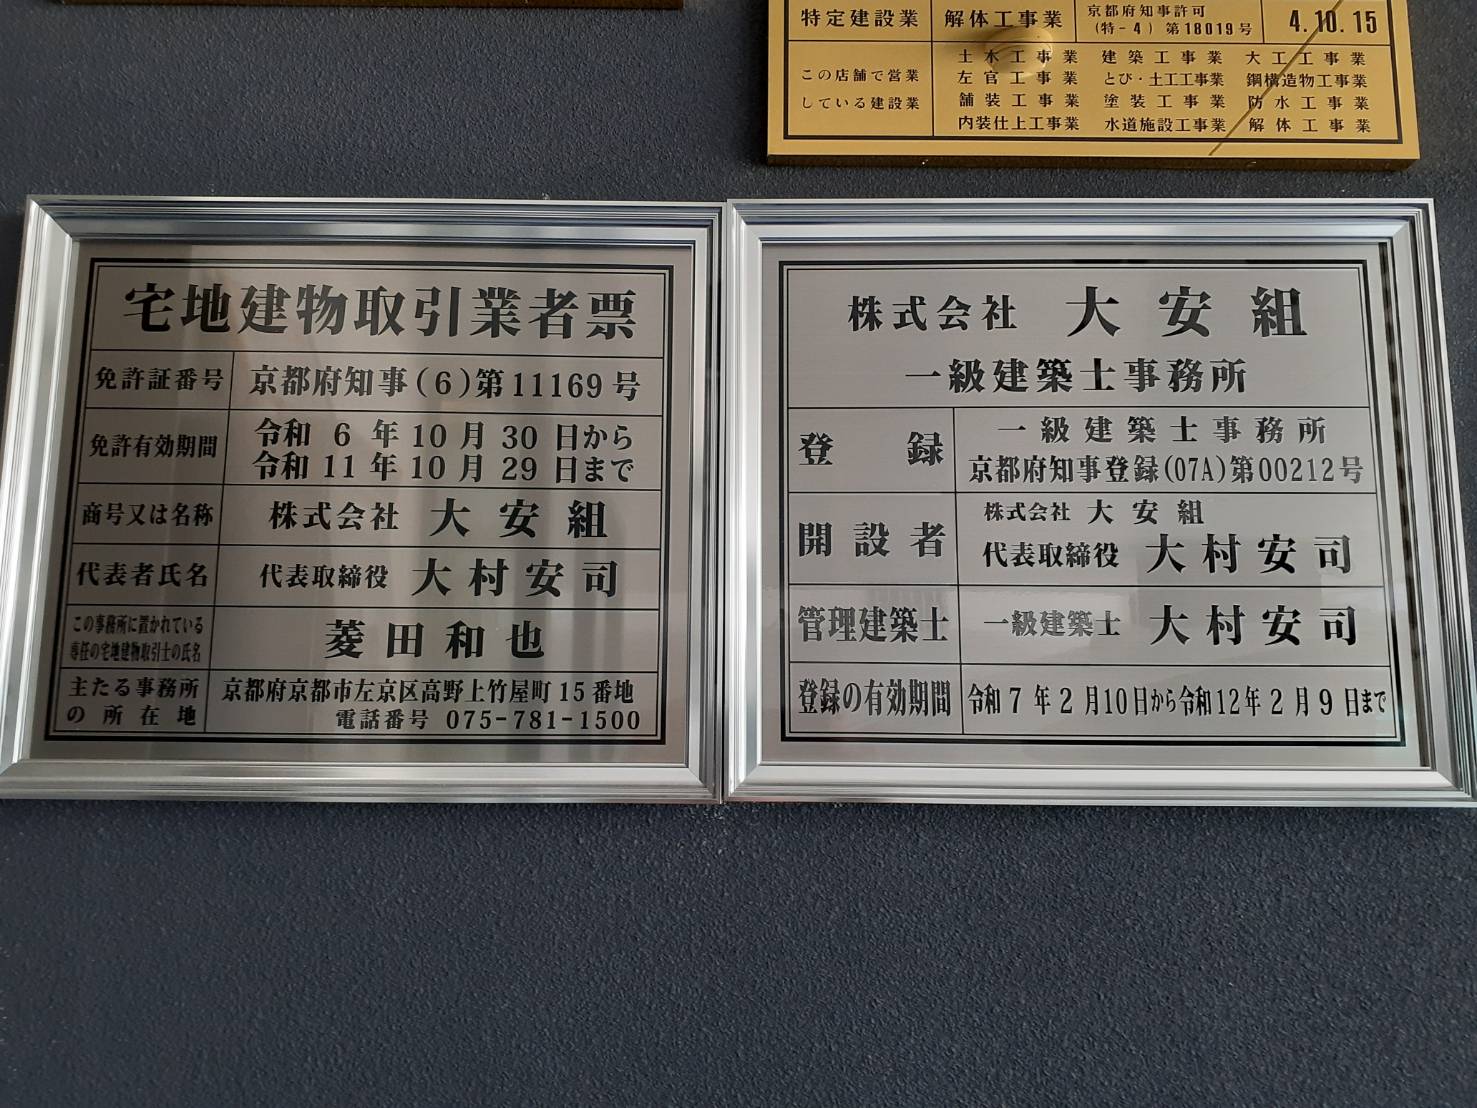 特定建設業 解体工事業 京都府知事許可 (特-4) 第18019号 4.10.15
この店舗で営業している建設業
土木工事業 建築工事業 大工工事業
左官工事業 とび・土工工事業 鋼構造物工事業
舗装工事業 塗装工事業 防水工事業
内装仕上工事業 水道施設工事業 解体工事業
宅地建物取引業者票
免許証番号 京都府知事(6)第11169号
免許有効期間 令和6年10月30日から
令和11年10月29日まで
商号又は名称 株式会社 大安組
代表者氏名 代表取締役 大村安司
この事務所に置かれている
専任の宅地建物取引士の氏名 菱田和也
主たる事務所の所在地 京都府京都市左京区高野上竹屋町15番地
電話番号 075-781-1500
株式会社 大安組
一級建築士事務所
登録 一級建築士事務所
京都府知事登録(07A)第00212号
開設者 株式会社 大安組
代表取締役 大村安司
管理建築士 一級建築士 大村安司
登録の有効期間 令和7年2月10日から令和12年2月9日まで